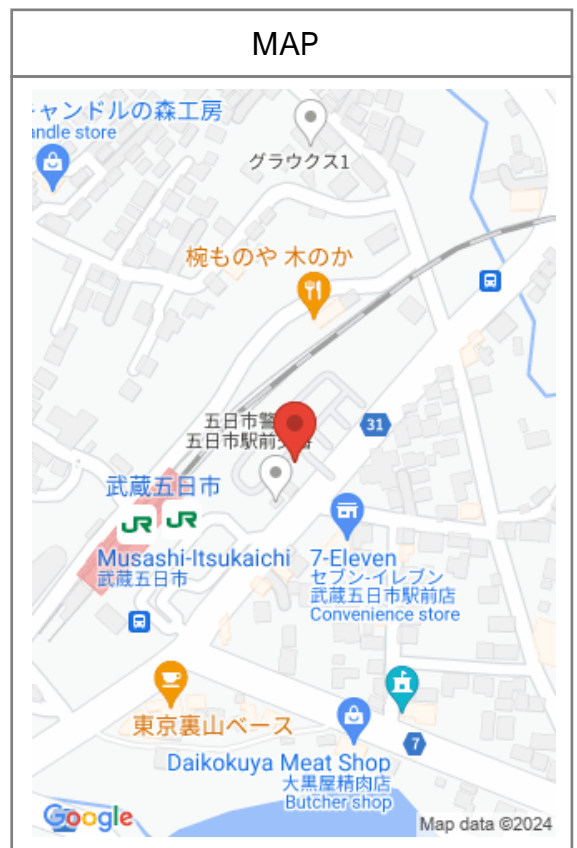 MAP
ャンドルの森工房
andle store
グラウクス1
椀ものや 木のか
31
五日市警
五日市駅前
武蔵五日市
JR JR
Musashi-Itsukaichi
武蔵五日市
7-Eleven
セブン-イレブン
武蔵五日市駅前店
Convenience store
東京裏山ベース
7
Daikokuya Meat Shop
大黒屋精肉店
Butcher shop
Google
Map data ©2024